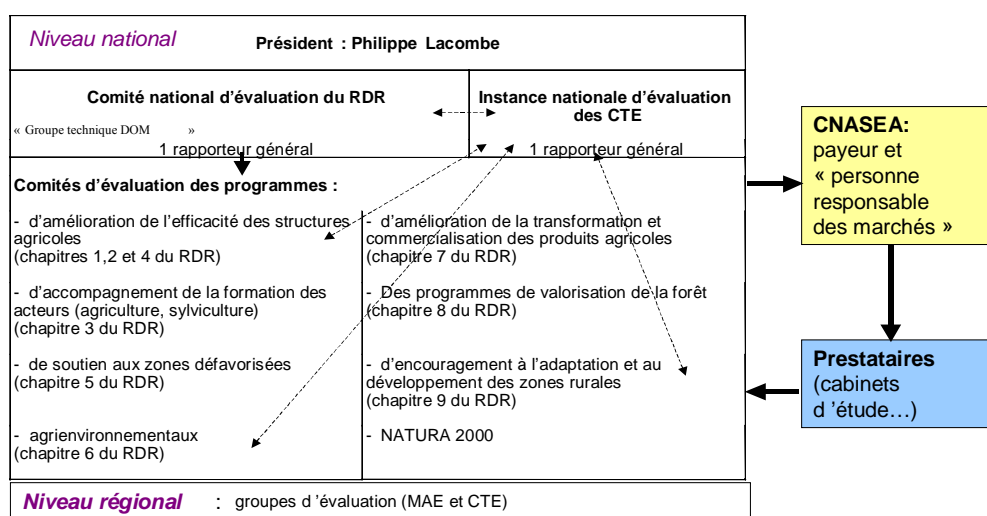 Niveau national
Président : Philippe Lacombe
Comité national d'évaluation du RDR
« Groupe technique DOM »
1 rapporteur général
Instance nationale d'évaluation
des CTE
1 rapporteur général
Comités d'évaluation des programmes :
- d'amélioration de l'efficacité des structures
agricoles
(chapitres 1,2 et 4 du RDR)
- d'accompagnement de la formation des
acteurs (agriculture, sylviculture)
(chapitre 3 du RDR)
- de soutien aux zones défavorisées
(chapitre 5 du RDR)
- agrienvironnementaux
(chapitre 6 du RDR)
- d'amélioration de la transformation et
commercialisation des produits agricoles
(chapitre 7 du RDR)
- Des programmes de valorisation de la forêt
(chapitre 8 du RDR)
- d'encouragement à l'adaptation et au
développement des zones rurales
(chapitre 9 du RDR)
- NATURA 2000
Niveau régional : groupes d 'évaluation (MAE et CTE)
CNASEA:
payeur et
« personne
responsable
des marchés »
Prestataires
(cabinets
d 'étude…)